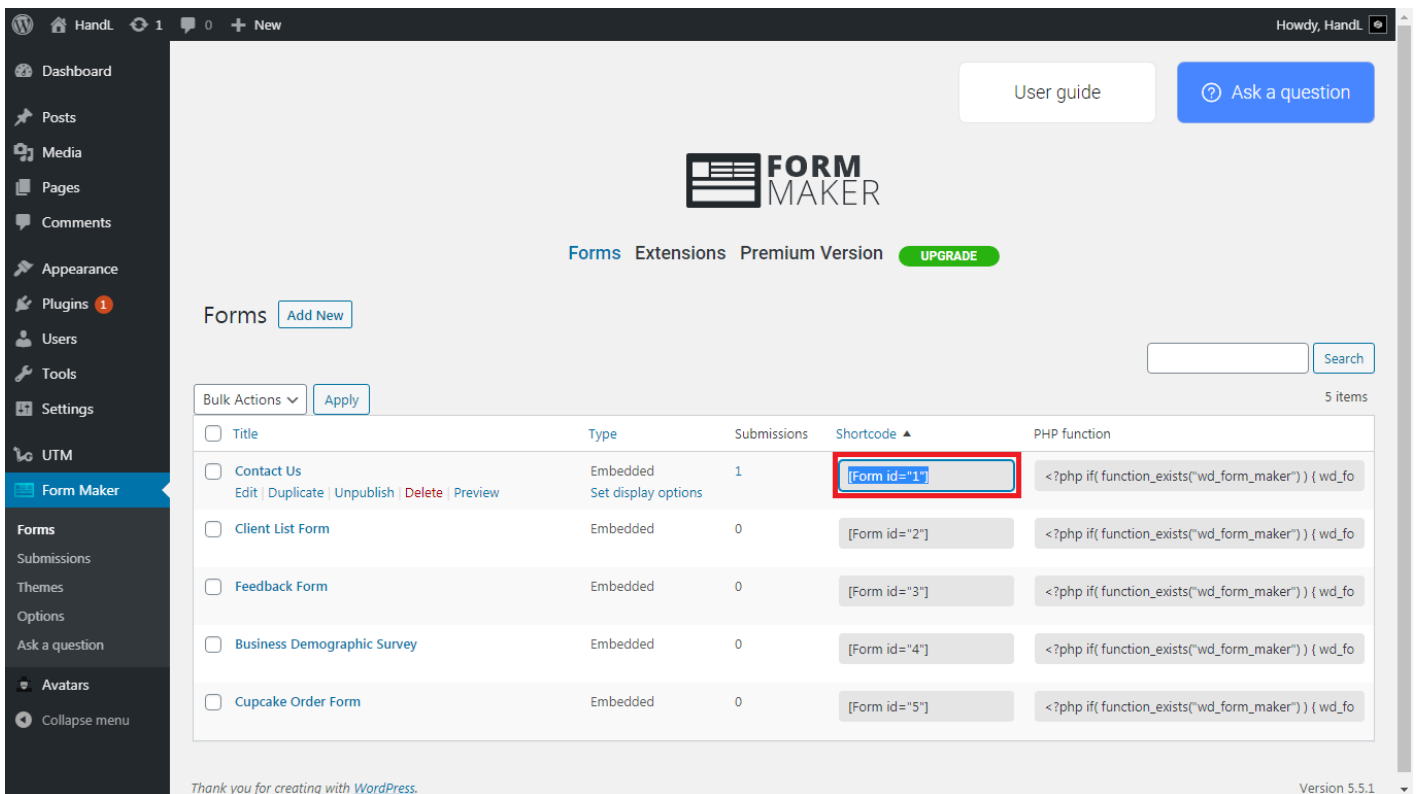 HandL 1 0 + New Howdy, HandL
Dashboard
Posts
Media
Pages
Comments
Appearance
Plugins 1
Users
Tools
Settings
UTM
Form Maker
Forms
Submissions
Themes
Options
Ask a question
Avatars
Collapse menu
User guide ? Ask a question
FORM
MAKER
Forms Extensions Premium Version UPGRADE
Forms Add New
Search
Bulk Actions Apply 5 items
Title Type Submissions Shortcode ▲ PHP function
Contact Us Embedded 1 [Form id="1"] <?php if( function_exists("wd_form_maker") ) { wd_fo
Edit | Duplicate | Unpublish | Delete | Preview Set display options
Client List Form Embedded 0 [Form id="2"] <?php if( function_exists("wd_form_maker") ) { wd_fo
Feedback Form Embedded 0 [Form id="3"] <?php if( function_exists("wd_form_maker") ) { wd_fo
Business Demographic Survey Embedded 0 [Form id="4"] <?php if( function_exists("wd_form_maker") ) { wd_fo
Cupcake Order Form Embedded 0 [Form id="5"] <?php if( function_exists("wd_form_maker") ) { wd_fo
Thank you for creating with WordPress. Version 5.5.1